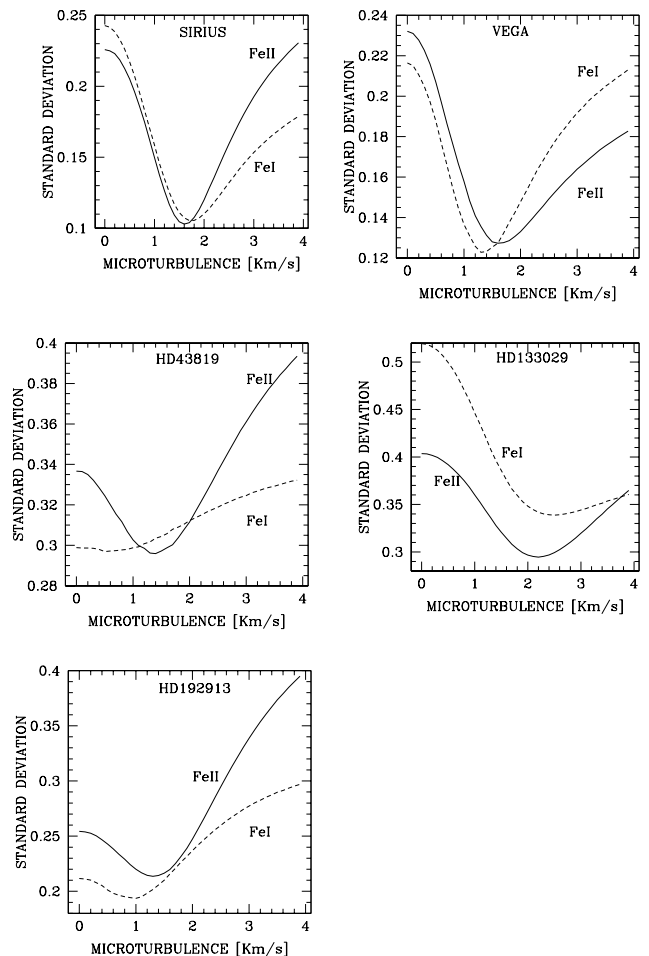 SIRIUS
FeII
FeI
0.25
0.2
0.15
0.1
STANDARD DEVIATION
0 1 2 3 4
MICROTURBULENCE [Km/s]
VEGA
FeI
FeII
0.24
0.22
0.2
0.18
0.16
0.14
0.12
STANDARD DEVIATION
0 1 2 3 4
MICROTURBULENCE [Km/s]
HD43819
FeII
FeI
0.4
0.38
0.36
0.34
0.32
0.3
0.28
STANDARD DEVIATION
0 1 2 3 4
MICROTURBULENCE [Km/s]
HD133029
FeI
FeII
0.5
0.45
0.4
0.35
0.3
STANDARD DEVIATION
0 1 2 3 4
MICROTURBULENCE [Km/s]
HD192913
FeII
FeI
0.4
0.35
0.3
0.25
0.2
STANDARD DEVIATION
0 1 2 3 4
MICROTURBULENCE [Km/s]